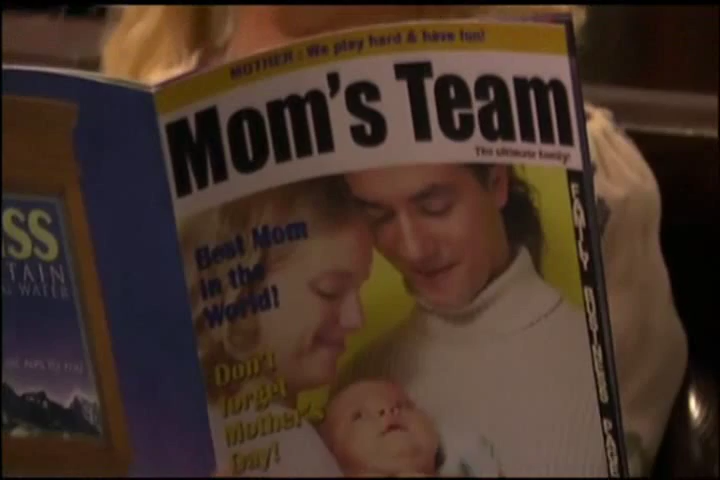 MOTHER : We play hard & have fun!
Mom's Team
The ultimate family!
Best Mom
in the
World!
Don't
forget
Mother's
Day!
SS
TAIN
WATER